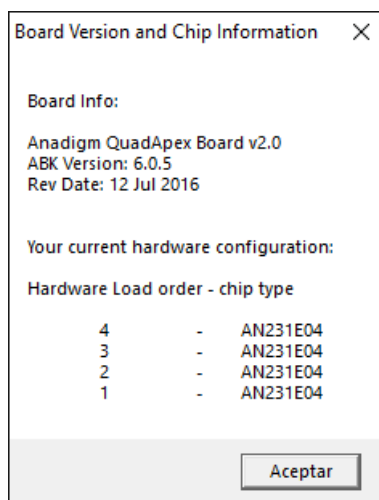 Board Version and Chip Information
Board Info:
Anadigm QuadApex Board v2.0
ABK Version: 6.0.5
Rev Date: 12 Jul 2016
Your current hardware configuration:
Hardware Load order - chip type
4 - AN231E04
3 - AN231E04
2 - AN231E04
1 - AN231E04
Aceptar